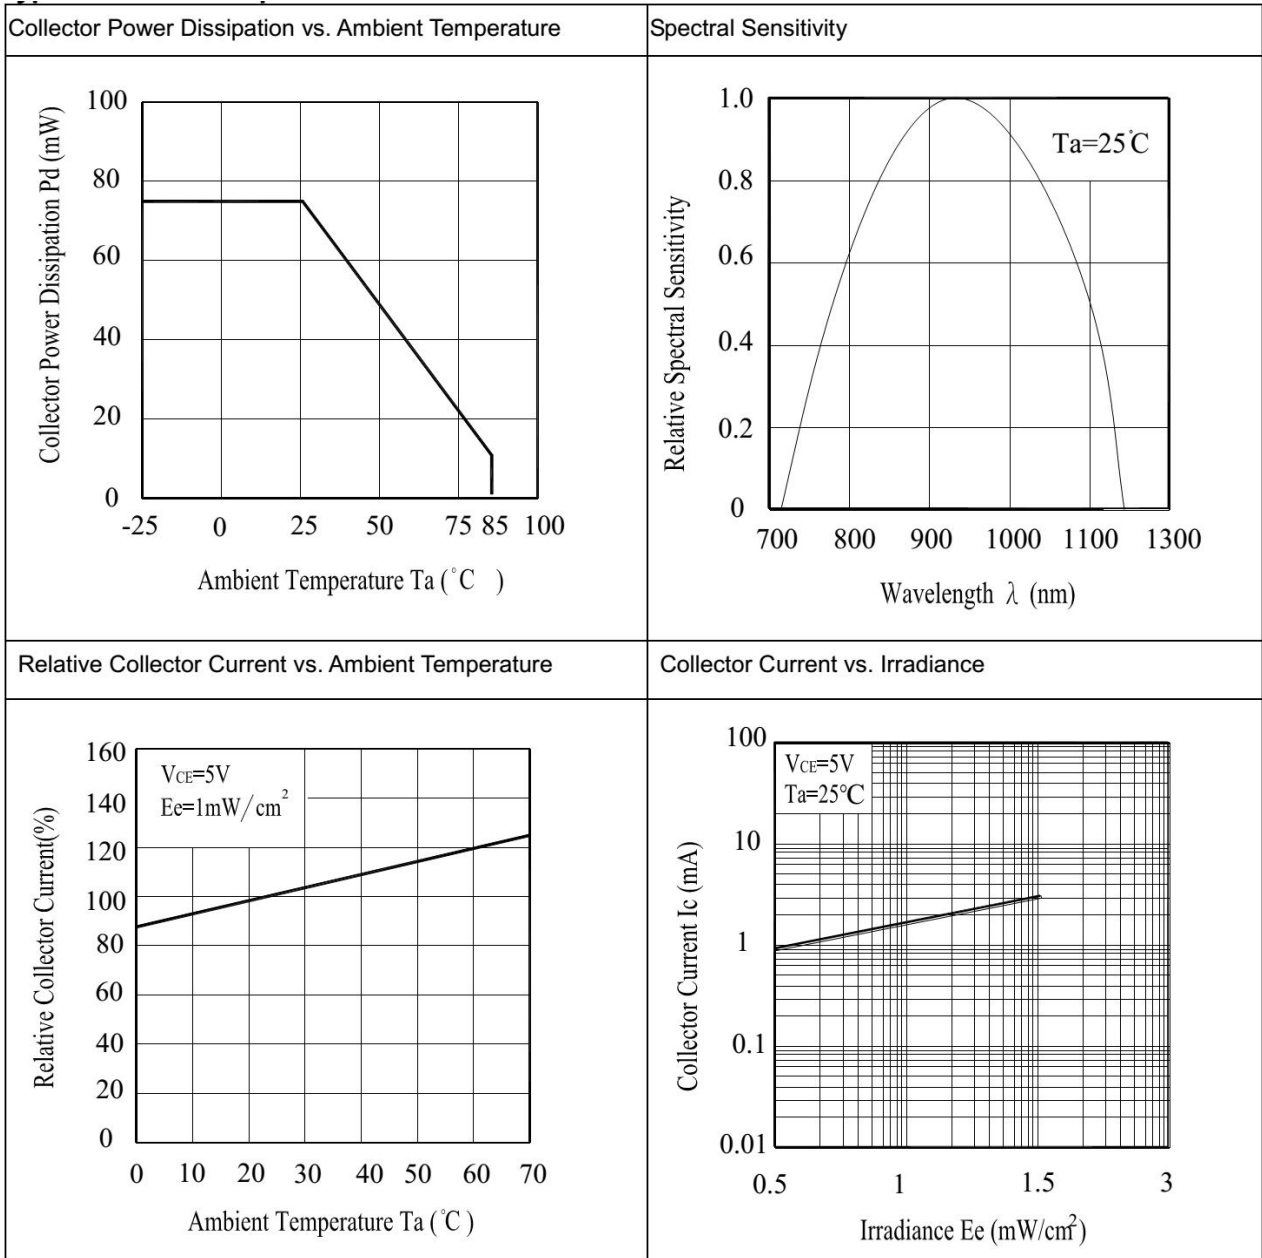 Collector Power Dissipation vs. Ambient Temperature
Spectral Sensitivity
Collector Power Dissipation Pd (mW)
100
80
60
40
20
0
-25 0 25 50 75 85 100
Ambient Temperature Ta (°C )
Relative Spectral Sensitivity
1.0
0.8
0.6
0.4
0.2
0
Ta=25°C
700 800 900 1000 1100 1300
Wavelength λ (nm)
Relative Collector Current vs. Ambient Temperature
Collector Current vs. Irradiance
Relative Collector Current(%)
160
140
120
100
80
60
40
20
0
VCE=5V
Ee=1mW/cm²
0 10 20 30 40 50 60 70
Ambient Temperature Ta (°C)
Collector Current Ic (mA)
100
10
1
0.1
0.01
VCE=5V
Ta=25℃
0.5 1 1.5 3
Irradiance Ee (mW/cm²)